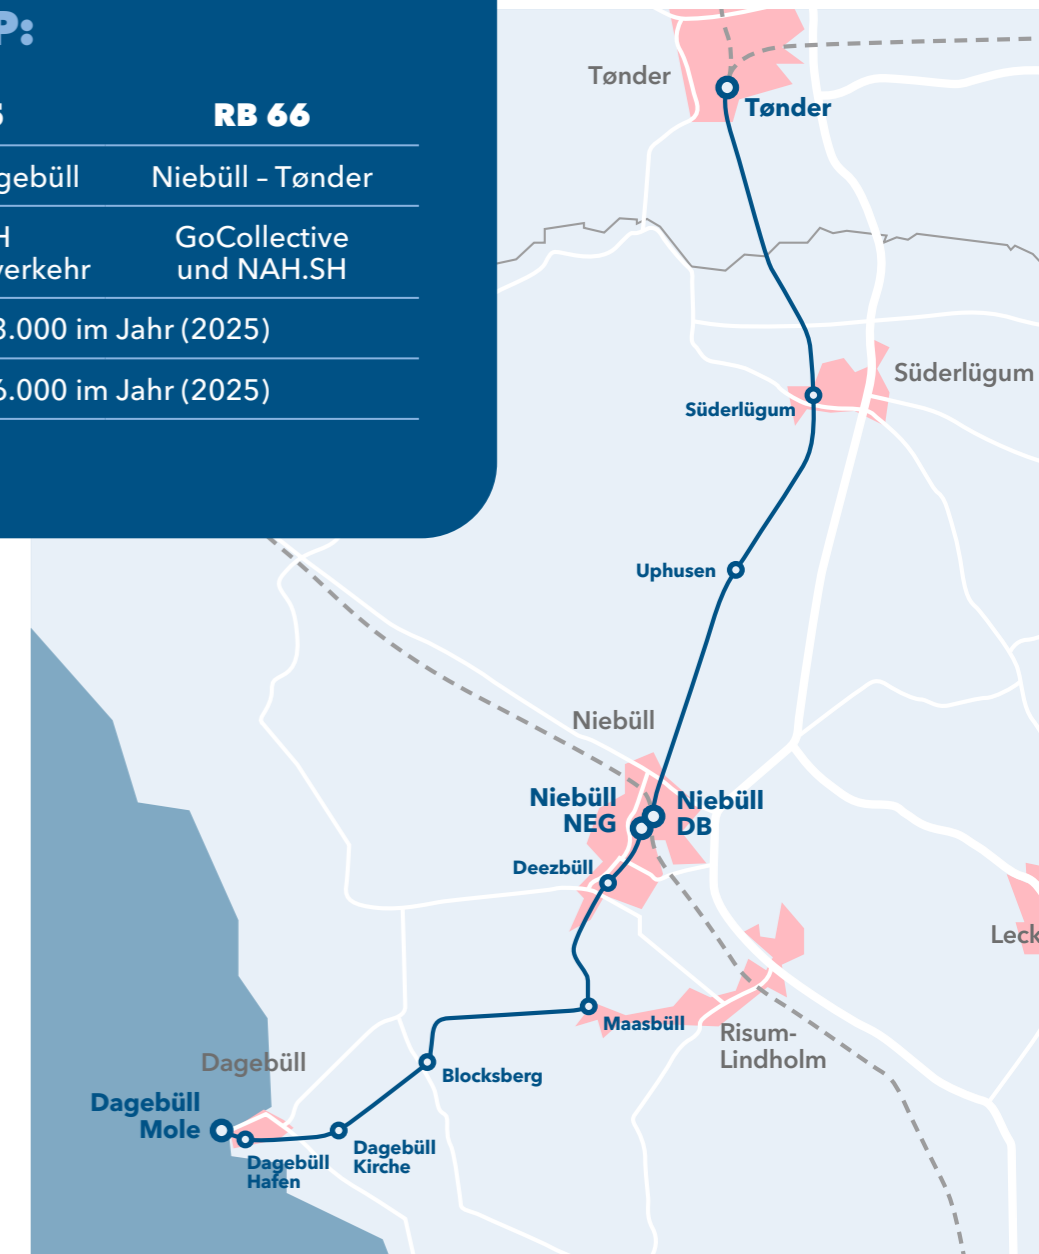 P:
RB 66
gebüll
Niebüll – Tønder
H
verkehr
GoCollective
und NAH.SH
3.000 im Jahr (2025)
6.000 im Jahr (2025)
Tønder
Tønder
Süderlügum
Süderlügum
Uphusen
Niebüll
Niebüll
NEG
Niebüll
DB
Deezbüll
Leck
Maasbüll
Risum-
Lindholm
Dagebüll
Blocksberg
Dagebüll
Mole
Dagebüll
Kirche
Dagebüll
Hafen